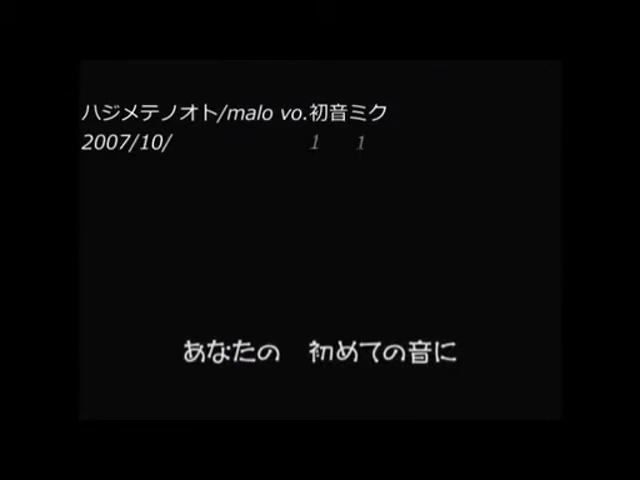 ハジメテノオト/malo vo.初音ミク
2007/10/ 1 1
あなたの 初めての音に